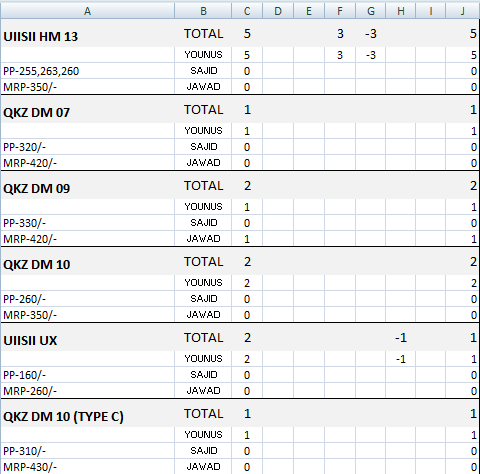 A B C D E F G H I J
UIISII HM 13 TOTAL 5 3 -3 5
YOUNUS 5 3 -3 5
PP-255,263,260 SAJID 0 0
MRP-350/- JAWAD 0 0
QKZ DM 07 TOTAL 1 1
YOUNUS 1 1
PP-320/- SAJID 0 0
MRP-420/- JAWAD 0 0
QKZ DM 09 TOTAL 2 2
YOUNUS 1 1
PP-330/- SAJID 0 0
MRP-420/- JAWAD 1 1
QKZ DM 10 TOTAL 2 2
YOUNUS 2 2
PP-260/- SAJID 0 0
MRP-350/- JAWAD 0 0
UIISII UX TOTAL 2 -1 1
YOUNUS 2 -1 1
PP-160/- SAJID 0 0
MRP-260/- JAWAD 0 0
QKZ DM 10 (TYPE C) TOTAL 1 1
YOUNUS 1 1
PP-310/- SAJID 0 0
MRP-430/- JAWAD 0 0